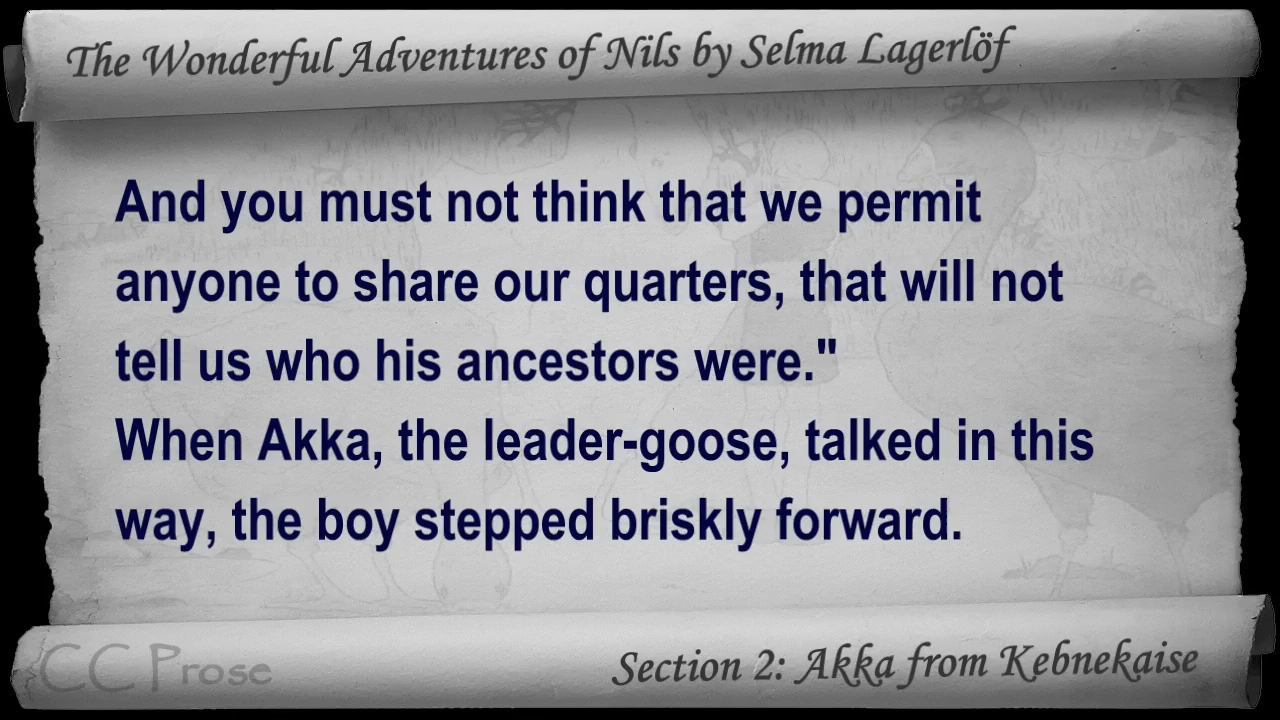 The Wonderful Adventures of Nils by Selma Lagerlöf
And you must not think that we permit
anyone to share our quarters, that will not
tell us who his ancestors were."
When Akka, the leader-goose, talked in this
way, the boy stepped briskly forward.
CC Prose
Section 2: Akka from Kebnekaise